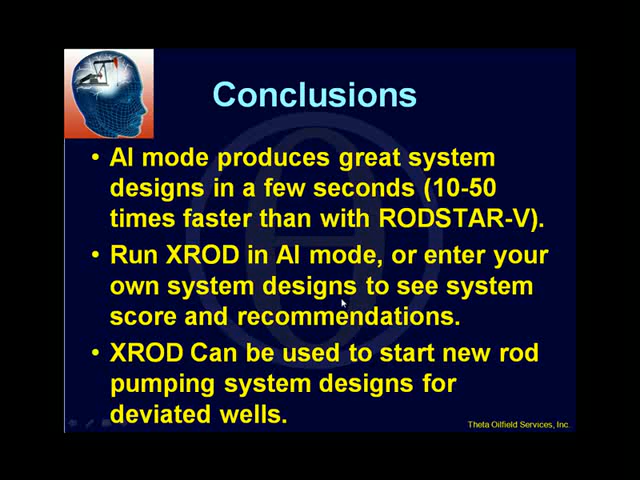 Conclusions
• AI mode produces great system
designs in a few seconds (10-50
times faster than with RODSTAR-V).
• Run XROD in AI mode, or enter your
own system designs to see system
score and recommendations.
• XROD Can be used to start new rod
pumping system designs for
deviated wells.
Theta Oilfield Services, Inc.